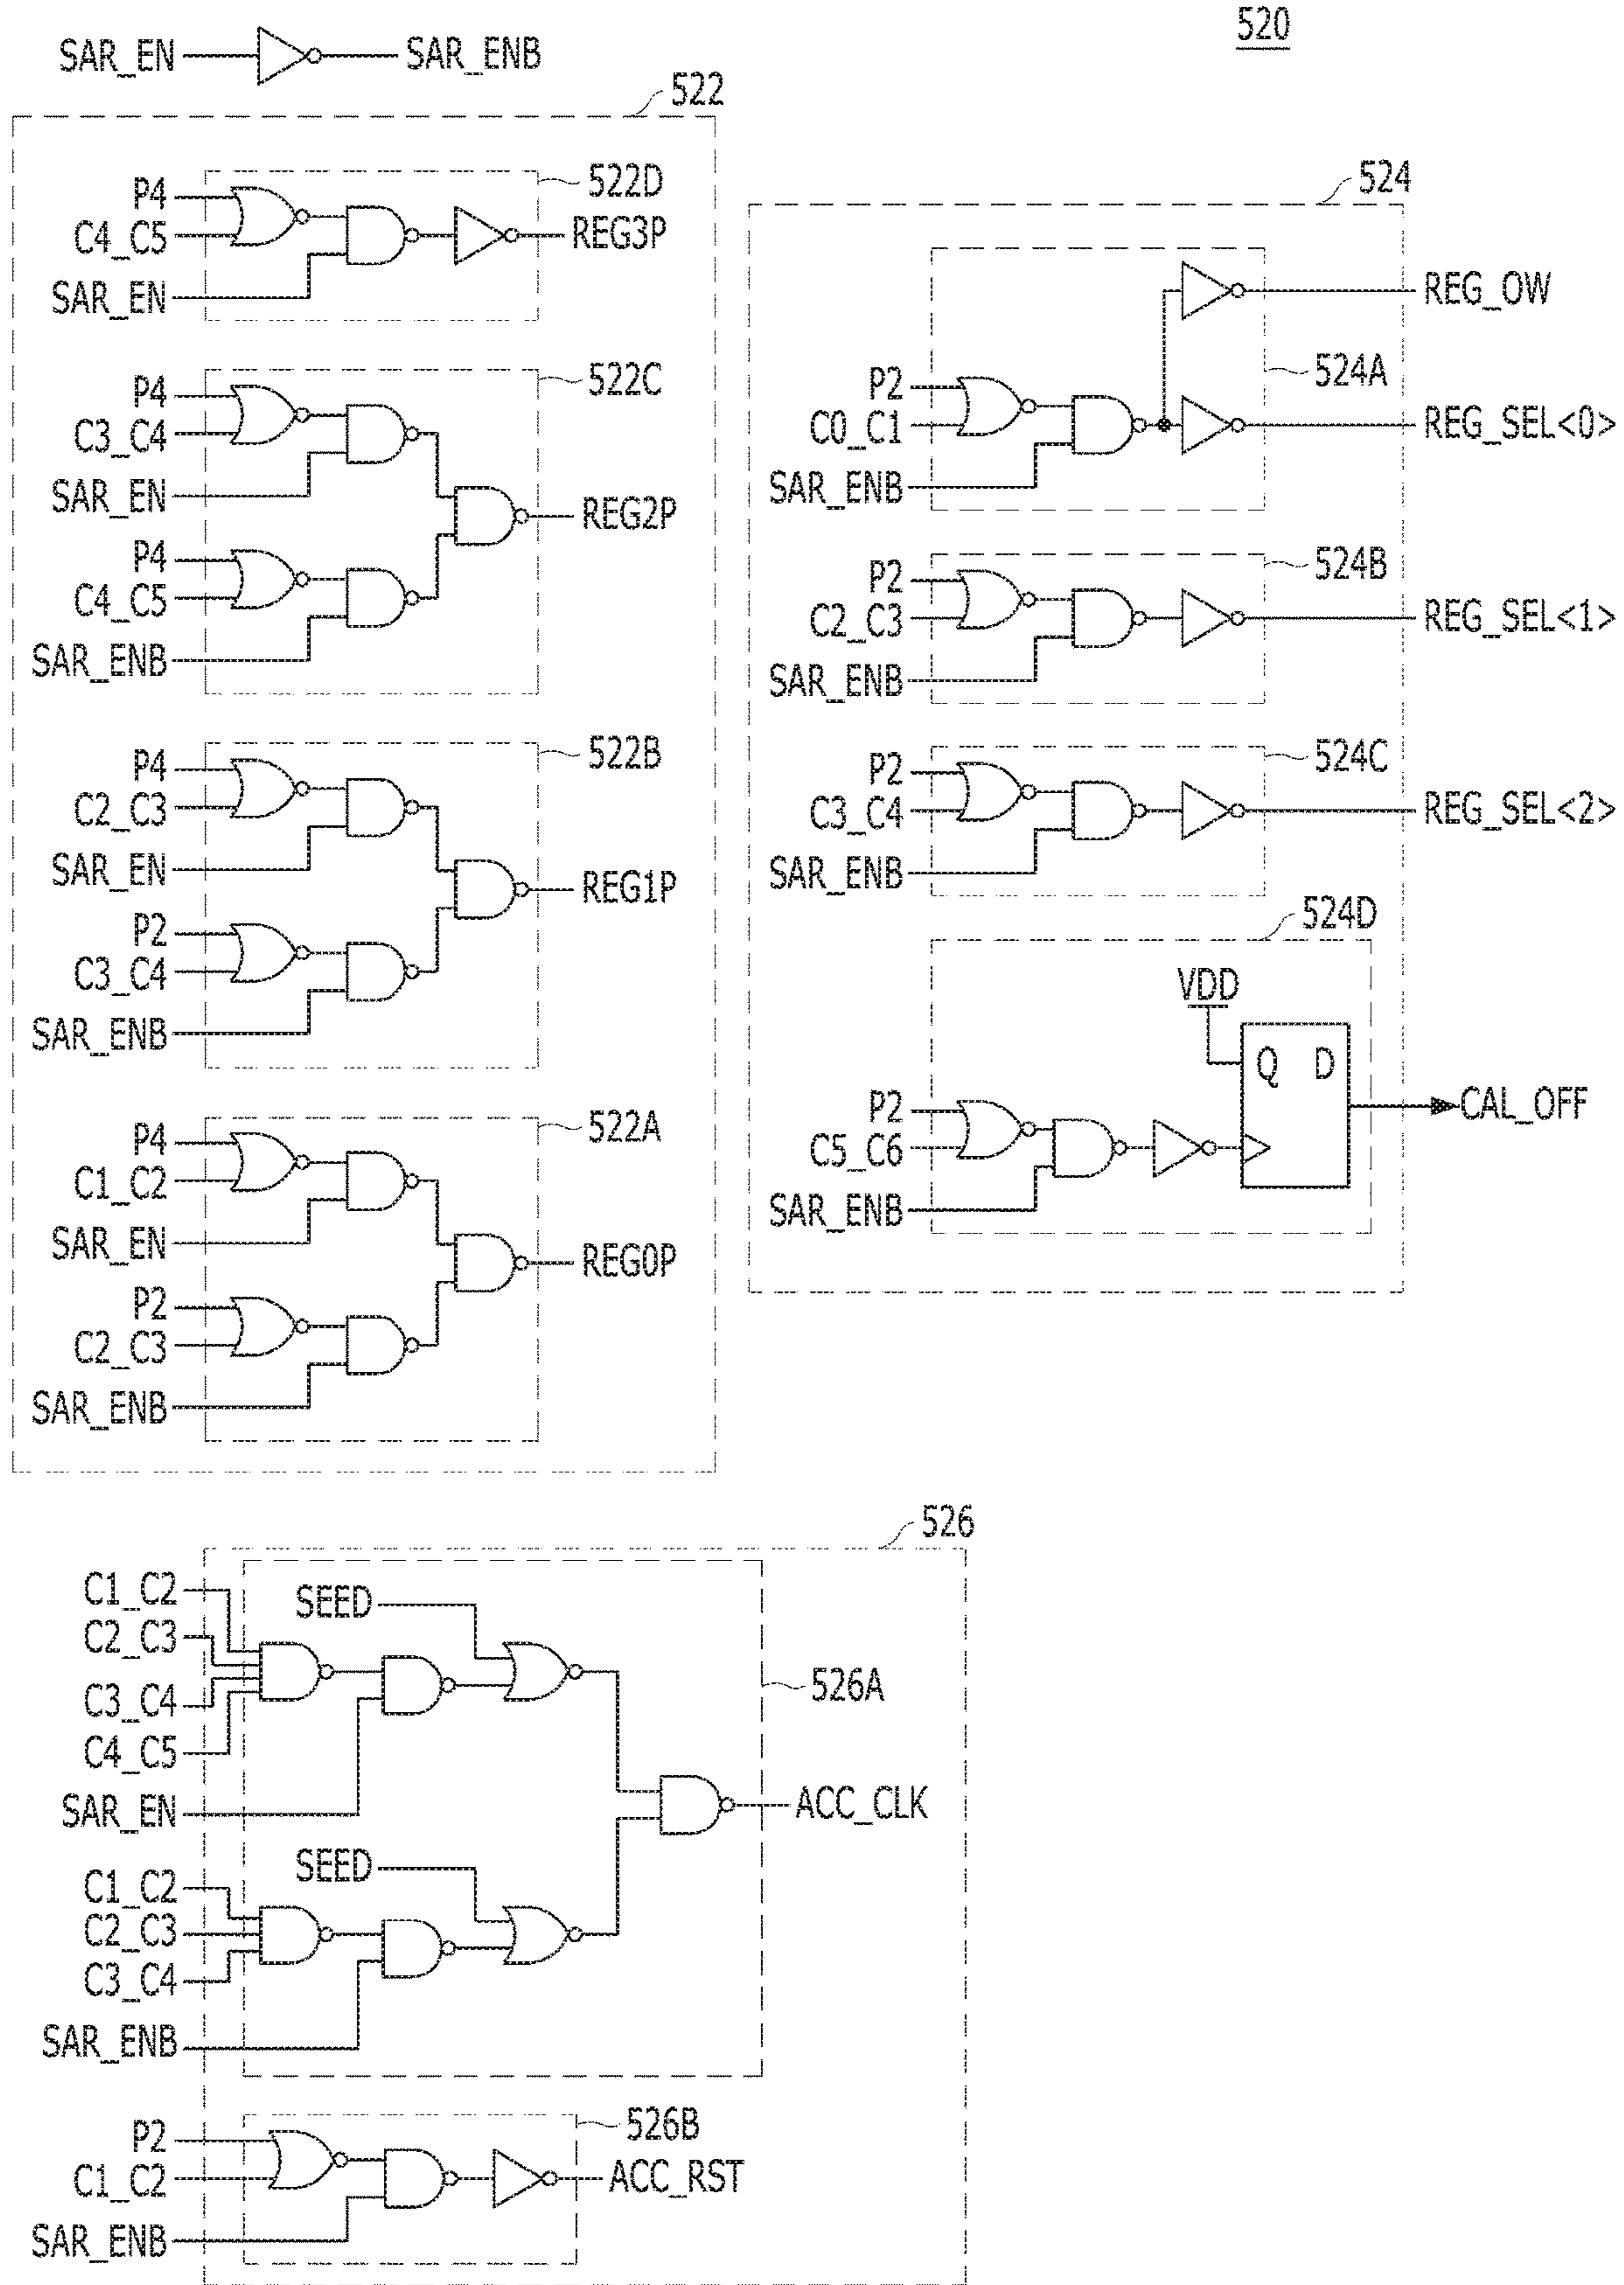 520
SAR_EN
SAR_ENB
522
522D
P4
C4_C5
SAR_EN
REG3P
522C
P4
C3_C4
SAR_EN
P4
C4_C5
SAR_ENB
REG2P
522B
P4
C2_C3
SAR_EN
P2
C3_C4
SAR_ENB
REG1P
522A
P4
C1_C2
SAR_EN
P2
C2_C3
SAR_ENB
REG0P
524
REG_OW
524A
P2
C0_C1
SAR_ENB
REG_SEL<0>
524B
P2
C2_C3
SAR_ENB
REG_SEL<1>
524C
P2
C3_C4
SAR_ENB
REG_SEL<2>
524D
VDD
Q D
P2
C5_C6
SAR_ENB
CAL_OFF
526
C1_C2
C2_C3
C3_C4
C4_C5
SAR_EN
SEED
526A
ACC_CLK
SEED
C1_C2
C2_C3
C3_C4
SAR_ENB
526B
P2
C1_C2
SAR_ENB
ACC_RST